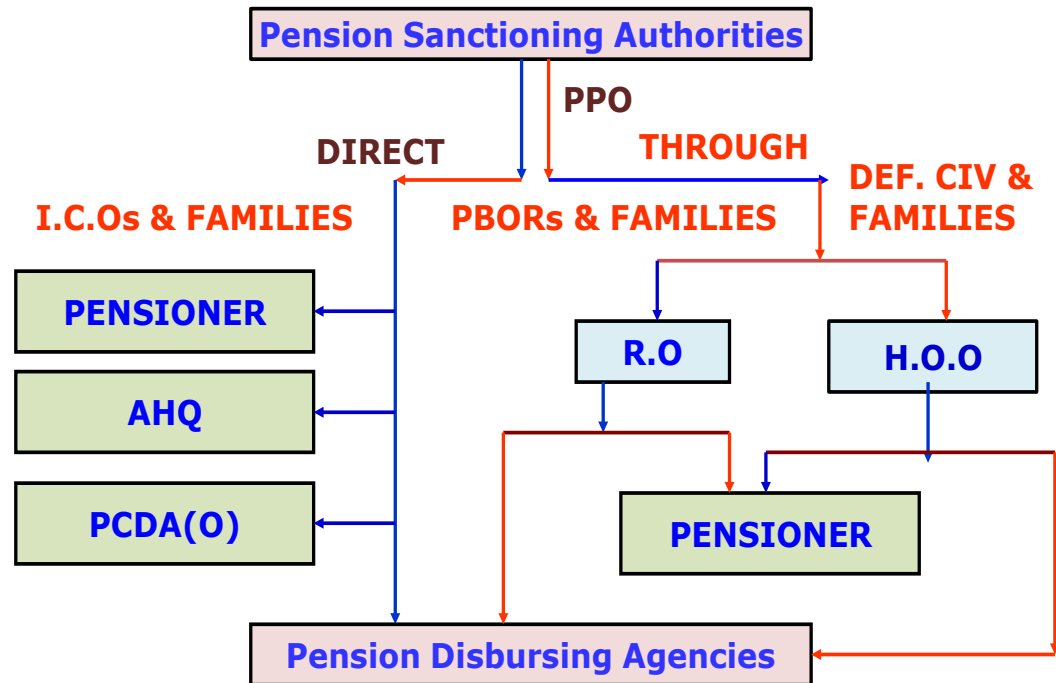 Pension Sanctioning Authorities
PPO
DIRECT
THROUGH
I.C.Os & FAMILIES
PBORs & FAMILIES
DEF. CIV &
FAMILIES
PENSIONER
R.O
H.O.O
AHQ
PCDA(O)
PENSIONER
Pension Disbursing Agencies